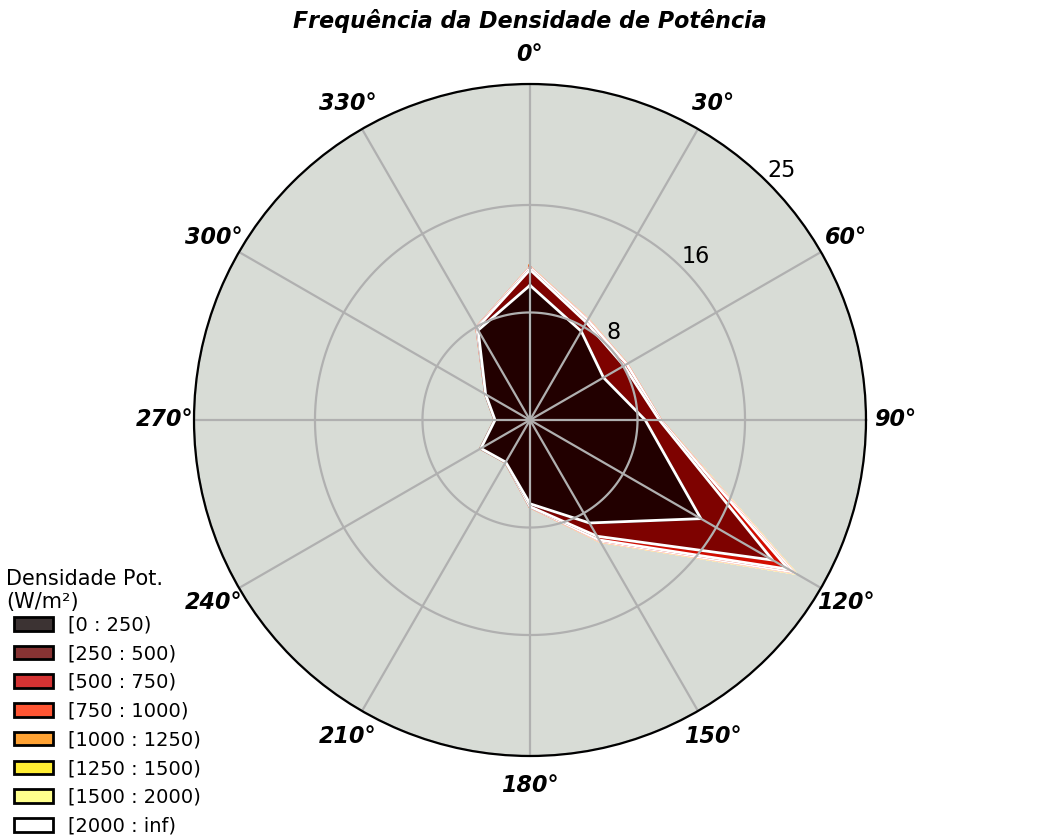 Frequência da Densidade de Potência
0°
330°
30°
25
300°
60°
16
8
270°
90°
240°
120°
210°
150°
180°
Densidade Pot.
(W/m²)
[0 : 250)
[250 : 500)
[500 : 750)
[750 : 1000)
[1000 : 1250)
[1250 : 1500)
[1500 : 2000)
[2000 : inf)